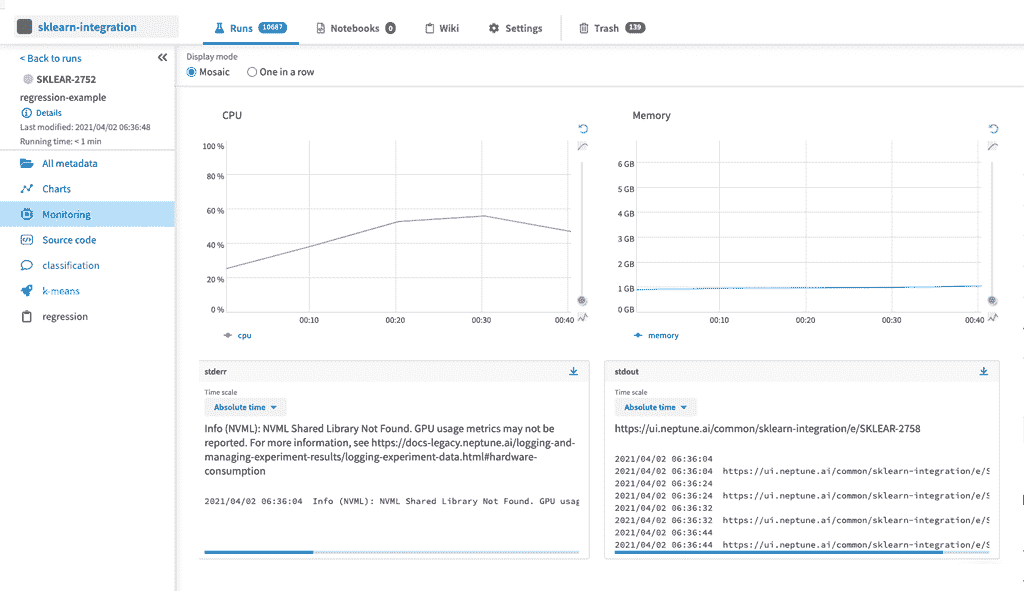 sklearn-integration
Runs 10687
Notebooks 0
Wiki
Settings
Trash 139
< Back to runs
SKLEAR-2752
regression-example
Details
Last modified: 2021/04/02 06:36:48
Running time: < 1 min
All metadata
Charts
Monitoring
Source code
classification
k-means
regression
Display mode
Mosaic One in a row
CPU
100 %
80 %
60 %
40 %
20 %
0 %
00:10 00:20 00:30 00:40
cpu
Memory
6 GB
5 GB
4 GB
3 GB
2 GB
1 GB
0 GB
00:10 00:20 00:30 00:40
memory
stderr
Time scale
Absolute time
Info (NVML): NVML Shared Library Not Found. GPU usage metrics may not be
reported. For more information, see https://docs-legacy.neptune.ai/logging-and-
managing-experiment-results/logging-experiment-data.html#hardware-
consumption
2021/04/02 06:36:04 Info (NVML): NVML Shared Library Not Found. GPU usag
stdout
Time scale
Absolute time
https://ui.neptune.ai/common/sklearn-integration/e/SKLEAR-2758
2021/04/02 06:36:04
2021/04/02 06:36:04 https://ui.neptune.ai/common/sklearn-integration/e/S
2021/04/02 06:36:24
2021/04/02 06:36:24 https://ui.neptune.ai/common/sklearn-integration/e/S
2021/04/02 06:36:32
2021/04/02 06:36:32 https://ui.neptune.ai/common/sklearn-integration/e/S
2021/04/02 06:36:44
2021/04/02 06:36:44 https://ui.neptune.ai/common/sklearn-integration/e/S